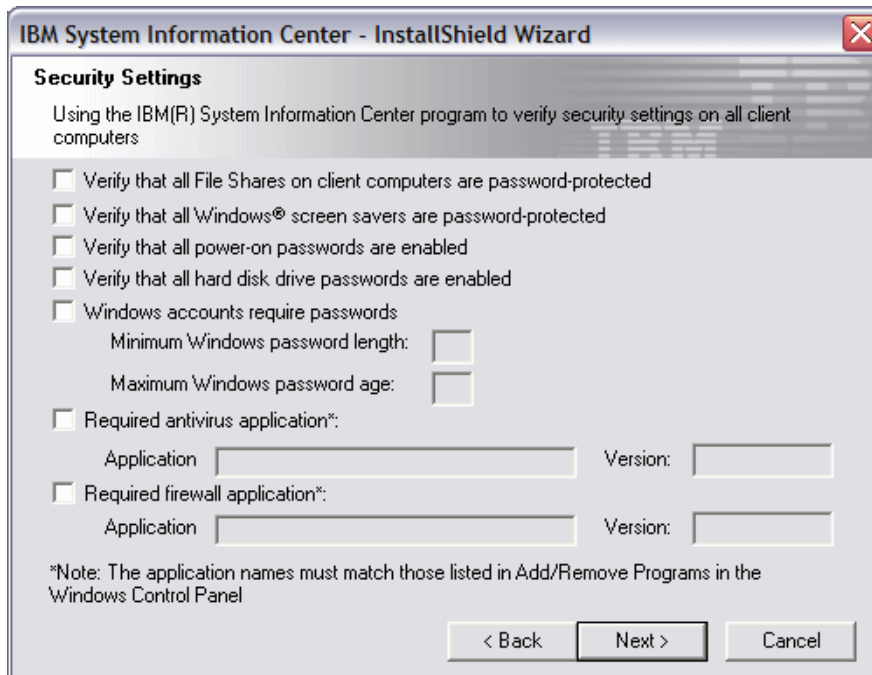 IBM System Information Center - InstallShield Wizard
Security Settings
Using the IBM(R) System Information Center program to verify security settings on all client
computers
IBM
Verify that all File Shares on client computers are password-protected
Verify that all Windows® screen savers are password-protected
Verify that all power-on passwords are enabled
Verify that all hard disk drive passwords are enabled
Windows accounts require passwords
Minimum Windows password length:
Maximum Windows password age:
Required antivirus application*:
Application Version:
Required firewall application*:
Application Version:
*Note: The application names must match those listed in Add/Remove Programs in the
Windows Control Panel
< Back Next > Cancel